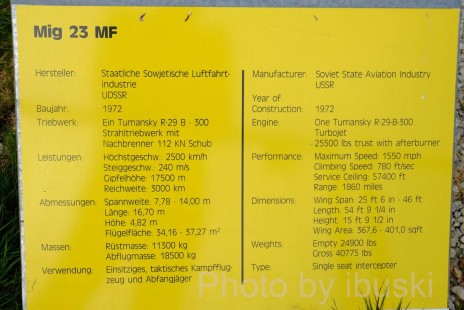 Mig 23 MF
Hersteller: Staatliche Sowjetische Luftfahrt-
industrie
UDSSR
Baujahr: 1972
Triebwerk: Ein Tumansky R-29 B - 300
Strahltriebwerk mit
Nachbrenner 112 KN Schub
Leistungen: Höchstgeschw.: 2500 km/h
Steiggeschw.: 240 m/s
Gipfelhöhe: 17500 m
Reichweite: 3000 km
Abmessungen: Spannweite: 7,78 - 14,00 m
Länge: 16,70 m
Höhe: 4,82 m
Flügelfläche: 34,16 - 37,27 m²
Massen: Rüstmasse: 11300 kg
Abflugmasse: 18500 kg
Verwendung: Einsitziges, taktisches Kampfflug-
zeug und Abfangjäger
Manufacturer: Soviet State Aviation Industry
USSR
Year of
Construction: 1972
Engine: One Tumansky R-29-B-300
Turbojet
25500 lbs trust with afterburner
Performance: Maximum Speed: 1550 mph
Climbing Speed: 780 ft/sec
Service Ceiling: 57400 ft
Range: 1860 miles
Dimensions: Wing Span: 25 ft 6 in - 46 ft
Length: 54 ft 9 1/4 in
Height: 15 ft 9 1/2 in
Wing Area: 367,6 - 401,0 sqft
Weights: Empty 24900 lbs
Gross 40775 lbs
Type: Single seat intercepter
Photo by ibuski